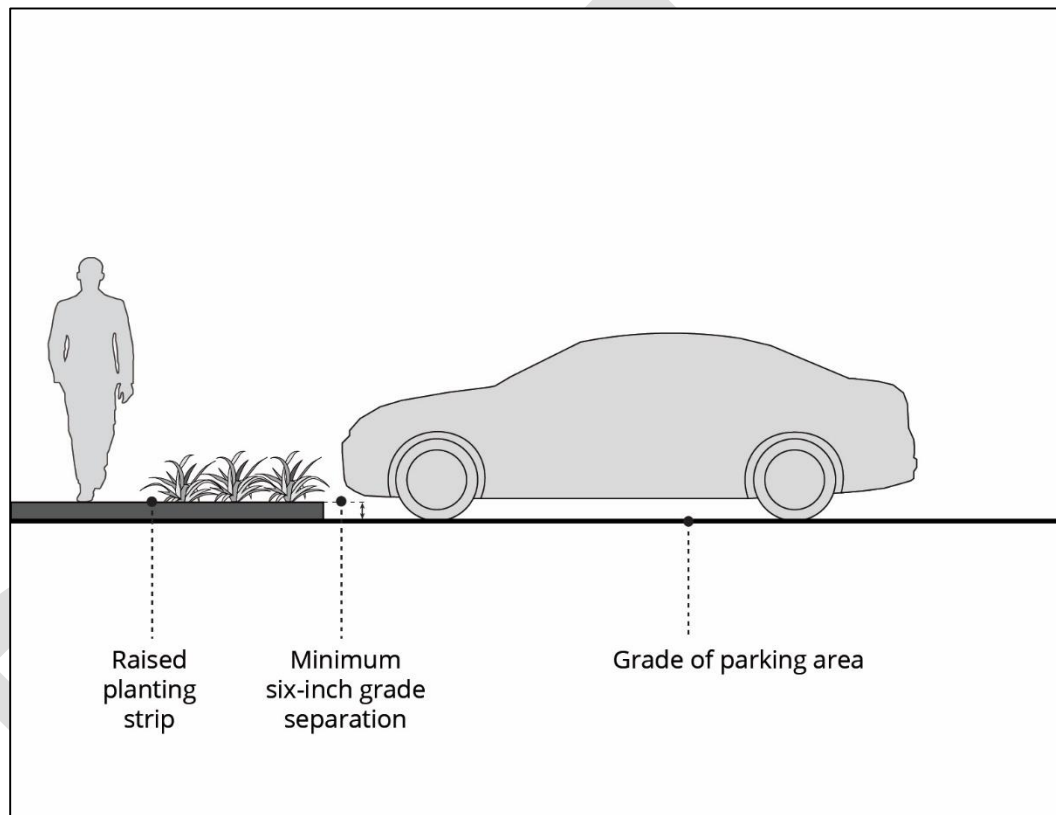 Raised
planting
strip
Minimum
six-inch grade
separation
Grade of parking area